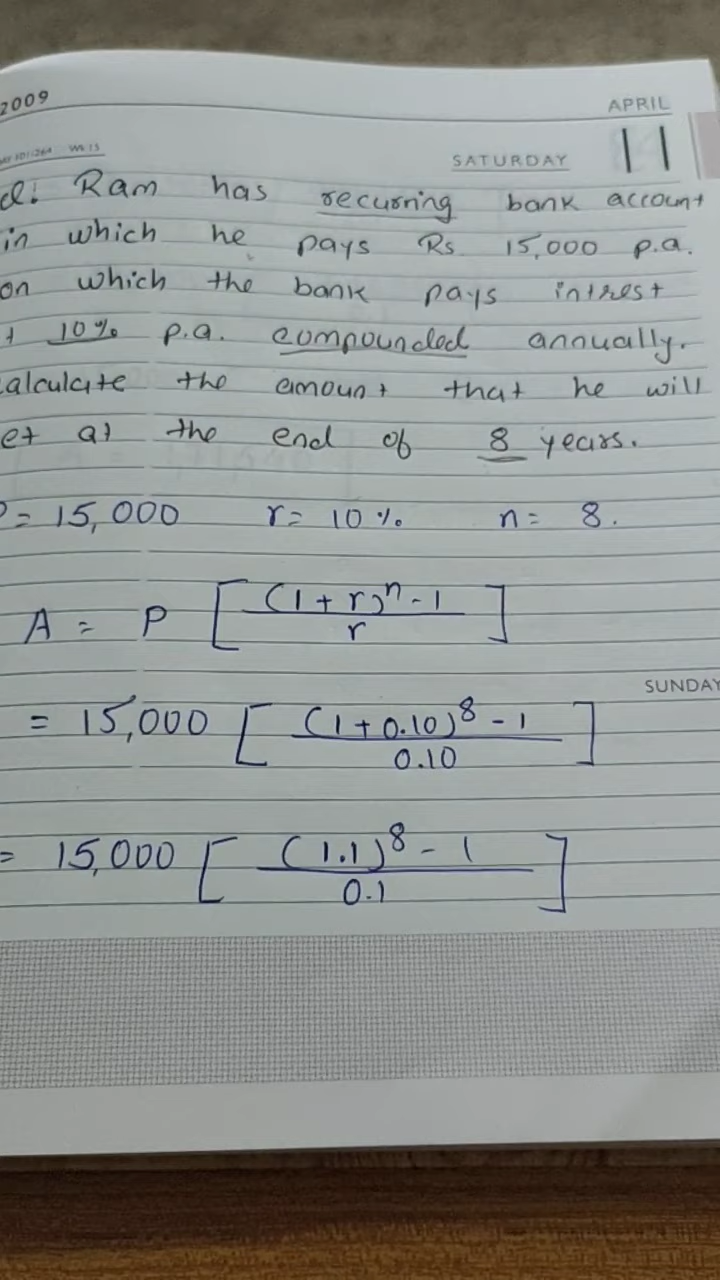 2009
APRIL
SATURDAY 11
Ram has recurring bank account
in which he pays Rs 15,000 p.a.
on which the bank pays intrest
10% p.a. compounded annually.
alculate the amount that he will
et at the end of 8 years.
= 15,000 r = 10% n = 8.
A = P [ (1 + r)^n - 1 / r ]
SUNDAY
= 15,000 [ (1 + 0.10)^8 - 1 / 0.10 ]
= 15,000 [ (1.1)^8 - 1 / 0.1 ]